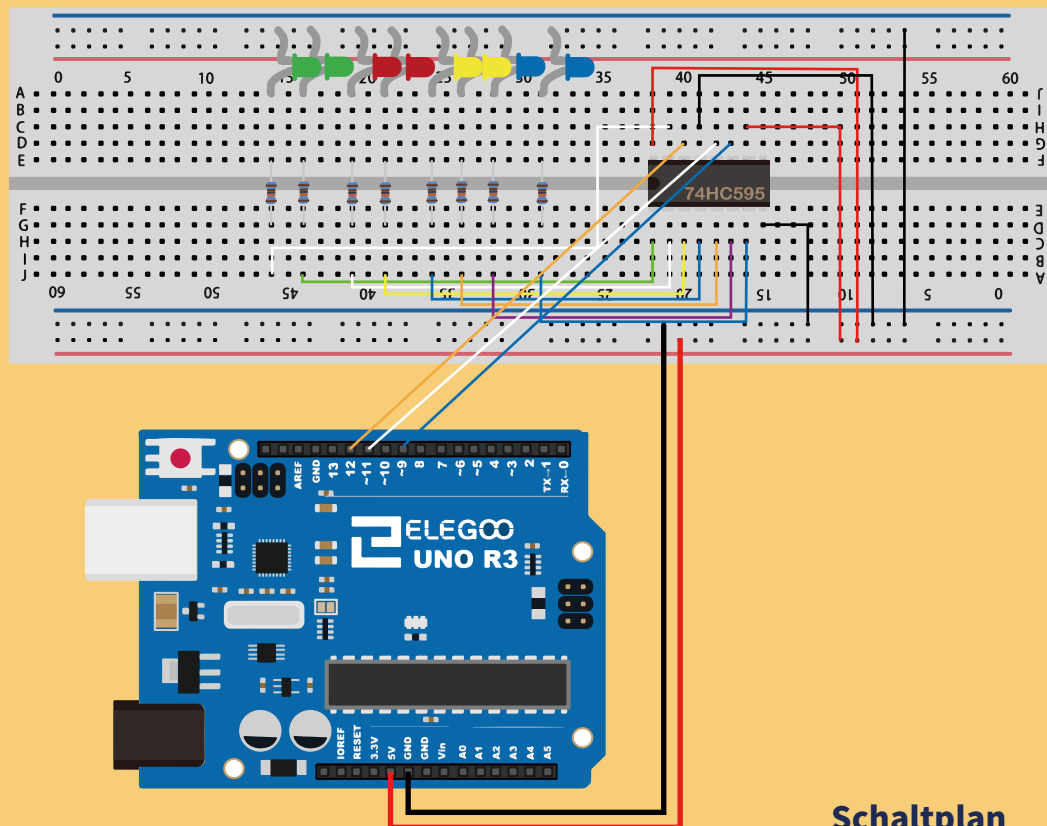 0 5 10 15 20 25 30 35 40 45 50 55 60
A J
B I
C H
D G
E F
74HC595
F E
G D
H C
I B
J A
60 55 50 45 40 35 30 25 20 15 10 5 0
AREF GND 13 12 ~11 ~10 ~9 8 7 ~6 ~5 4 ~3 2 TX→1 RX←0
ELEGOO
UNO R3
IOREF RESET 3.3V 5V GND GND Vin A0 A1 A2 A3 A4 A5
Schaltplan